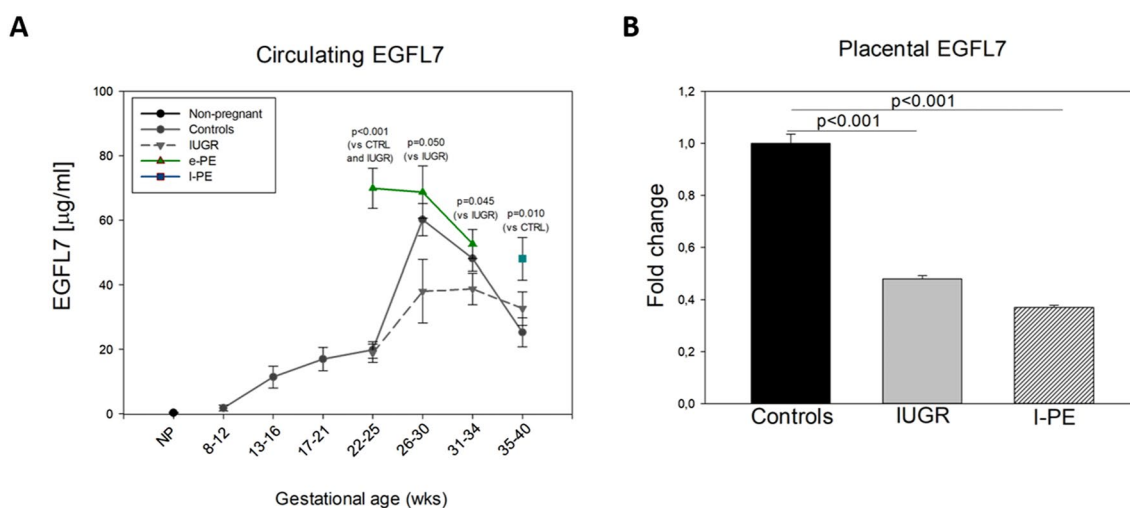 A
Circulating EGFL7
EGFL7 [µg/ml]
100
80
60
40
20
0
Non-pregnant
Controls
IUGR
e-PE
l-PE
p<0.001
(vs CTRL
and IUGR)
p=0.050
(vs IUGR)
p=0.045
(vs IUGR)
p=0.010
(vs CTRL)
NP
8-12
13-16
17-21
22-25
26-30
31-34
35-40
Gestational age (wks)
B
Placental EGFL7
Fold change
1,2
1,0
0,8
0,6
0,4
0,2
0,0
p<0.001
p<0.001
Controls
IUGR
l-PE